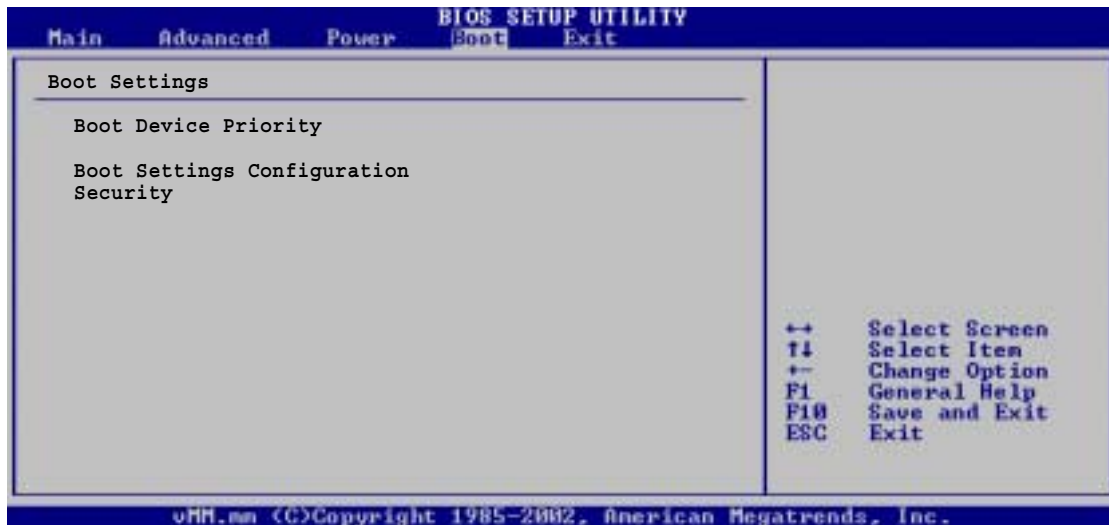 BIOS SETUP UTILITY
Main Advanced Power Boot Exit
Boot Settings
Boot Device Priority
Boot Settings Configuration
Security
←→ Select Screen
↑↓ Select Item
+- Change Option
F1 General Help
F10 Save and Exit
ESC Exit
vMM.mm (C)Copyright 1985-2002, American Megatrends, Inc.